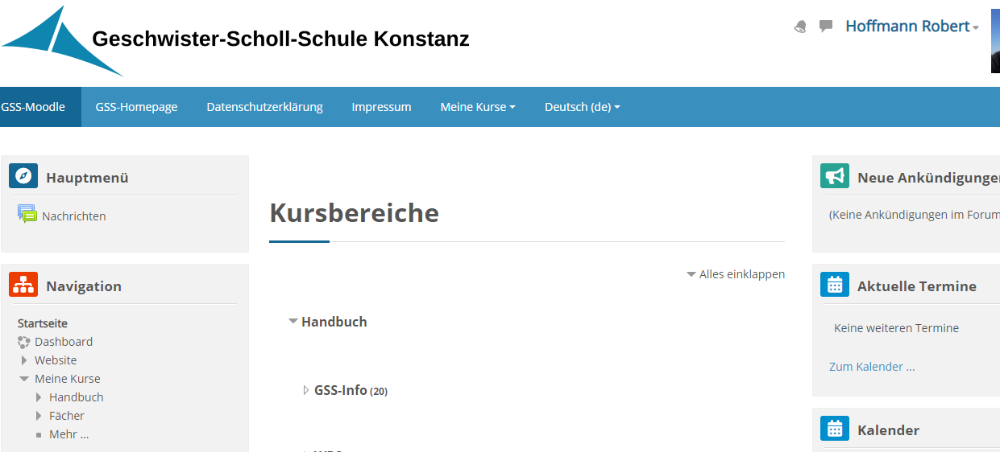 Geschwister-Scholl-Schule Konstanz
Hoffmann Robert
GSS-Moodle
GSS-Homepage
Datenschutzerklärung
Impressum
Meine Kurse
Deutsch (de)
Hauptmenü
Nachrichten
Navigation
Startseite
Dashboard
Website
Meine Kurse
Handbuch
Fächer
Mehr ...
Kursbereiche
Alles einklappen
Handbuch
GSS-Info (20)
Neue Ankündigungen
(Keine Ankündigungen im Forum
Aktuelle Termine
Keine weiteren Termine
Zum Kalender ...
Kalender